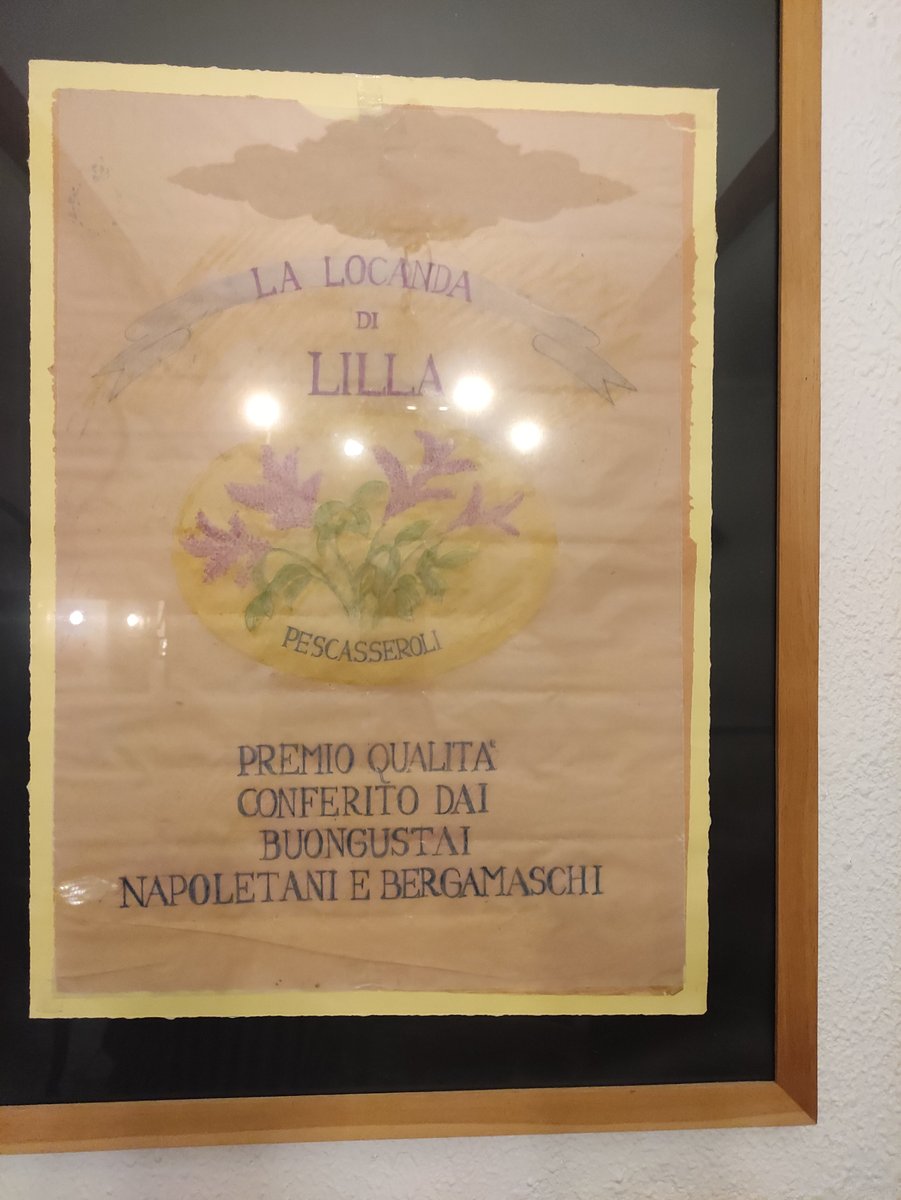 LA LOCANDA
DI
LILLA
PESCASSEROLI
PREMIO QUALITA'
CONFERITO DAI
BUONGUSTAI
NAPOLETANI E BERGAMASCHI